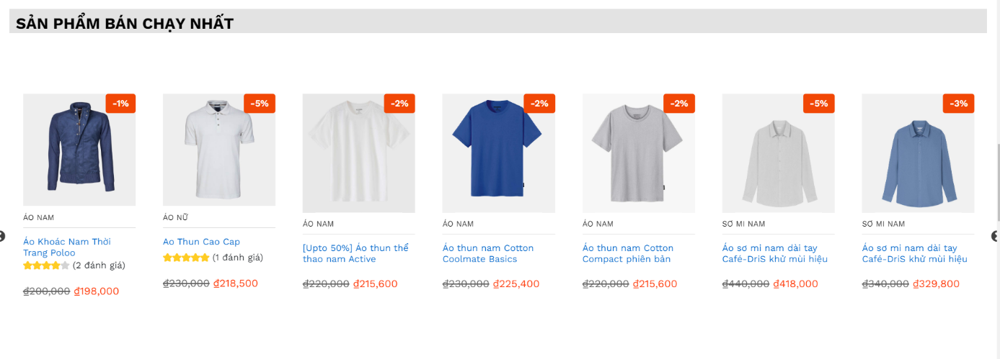 SẢN PHẨM BÁN CHẠY NHẤT
-1%
ÁO NAM
Áo Khoác Nam Thời
Trang Poloo
(2 đánh giá)
₫200,000 ₫198,000
-5%
ÁO NỮ
Ao Thun Cao Cap
(1 đánh giá)
₫230,000 ₫218,500
-2%
ÁO NAM
[Upto 50%] Áo thun thể
thao nam Active
₫220,000 ₫215,600
-2%
ÁO NAM
Áo thun nam Cotton
Coolmate Basics
₫230,000 ₫225,400
-2%
ÁO NAM
Áo thun nam Cotton
Compact phiên bản
₫220,000 ₫215,600
-5%
SƠ MI NAM
Áo sơ mi nam dài tay
Café-DriS khử mùi hiệu
₫440,000 ₫418,000
-3%
SƠ MI NAM
Áo sơ mi nam dài tay
Café-DriS khử mùi hiệu
₫340,000 ₫329,800